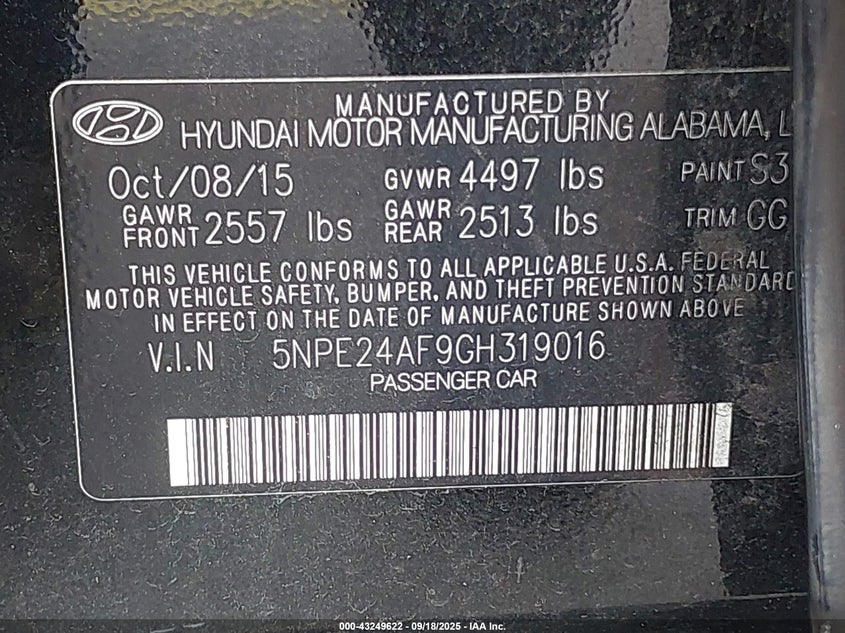 MANUFACTURED BY
HYUNDAI MOTOR MANUFACTURING ALABAMA, L
Oct/08/15 GVWR 4497 lbs PAINT S3
GAWR FRONT 2557 lbs GAWR REAR 2513 lbs TRIM GG
THIS VEHICLE CONFORMS TO ALL APPLICABLE U.S.A. FEDERAL
MOTOR VEHICLE SAFETY, BUMPER, AND THEFT PREVENTION STANDARD
IN EFFECT ON THE DATE OF MANUFACTURE SHOWN ABOVE
V.I.N 5NPE24AF9GH319016
PASSENGER CAR
000-43249622 - 09/18/2025 - IAA Inc.